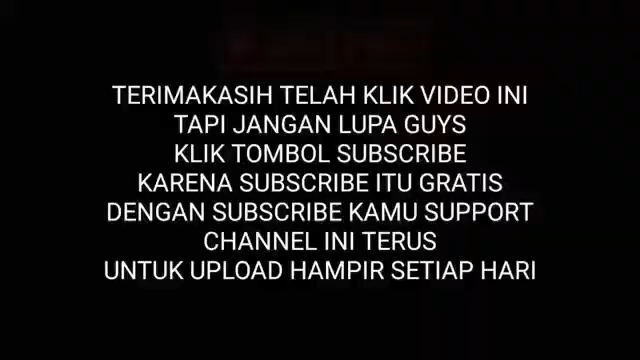 TERIMAKASIH TELAH KLIK VIDEO INI
TAPI JANGAN LUPA GUYS
KLIK TOMBOL SUBSCRIBE
KARENA SUBSCRIBE ITU GRATIS
DENGAN SUBSCRIBE KAMU SUPPORT
CHANNEL INI TERUS
UNTUK UPLOAD HAMPIR SETIAP HARI